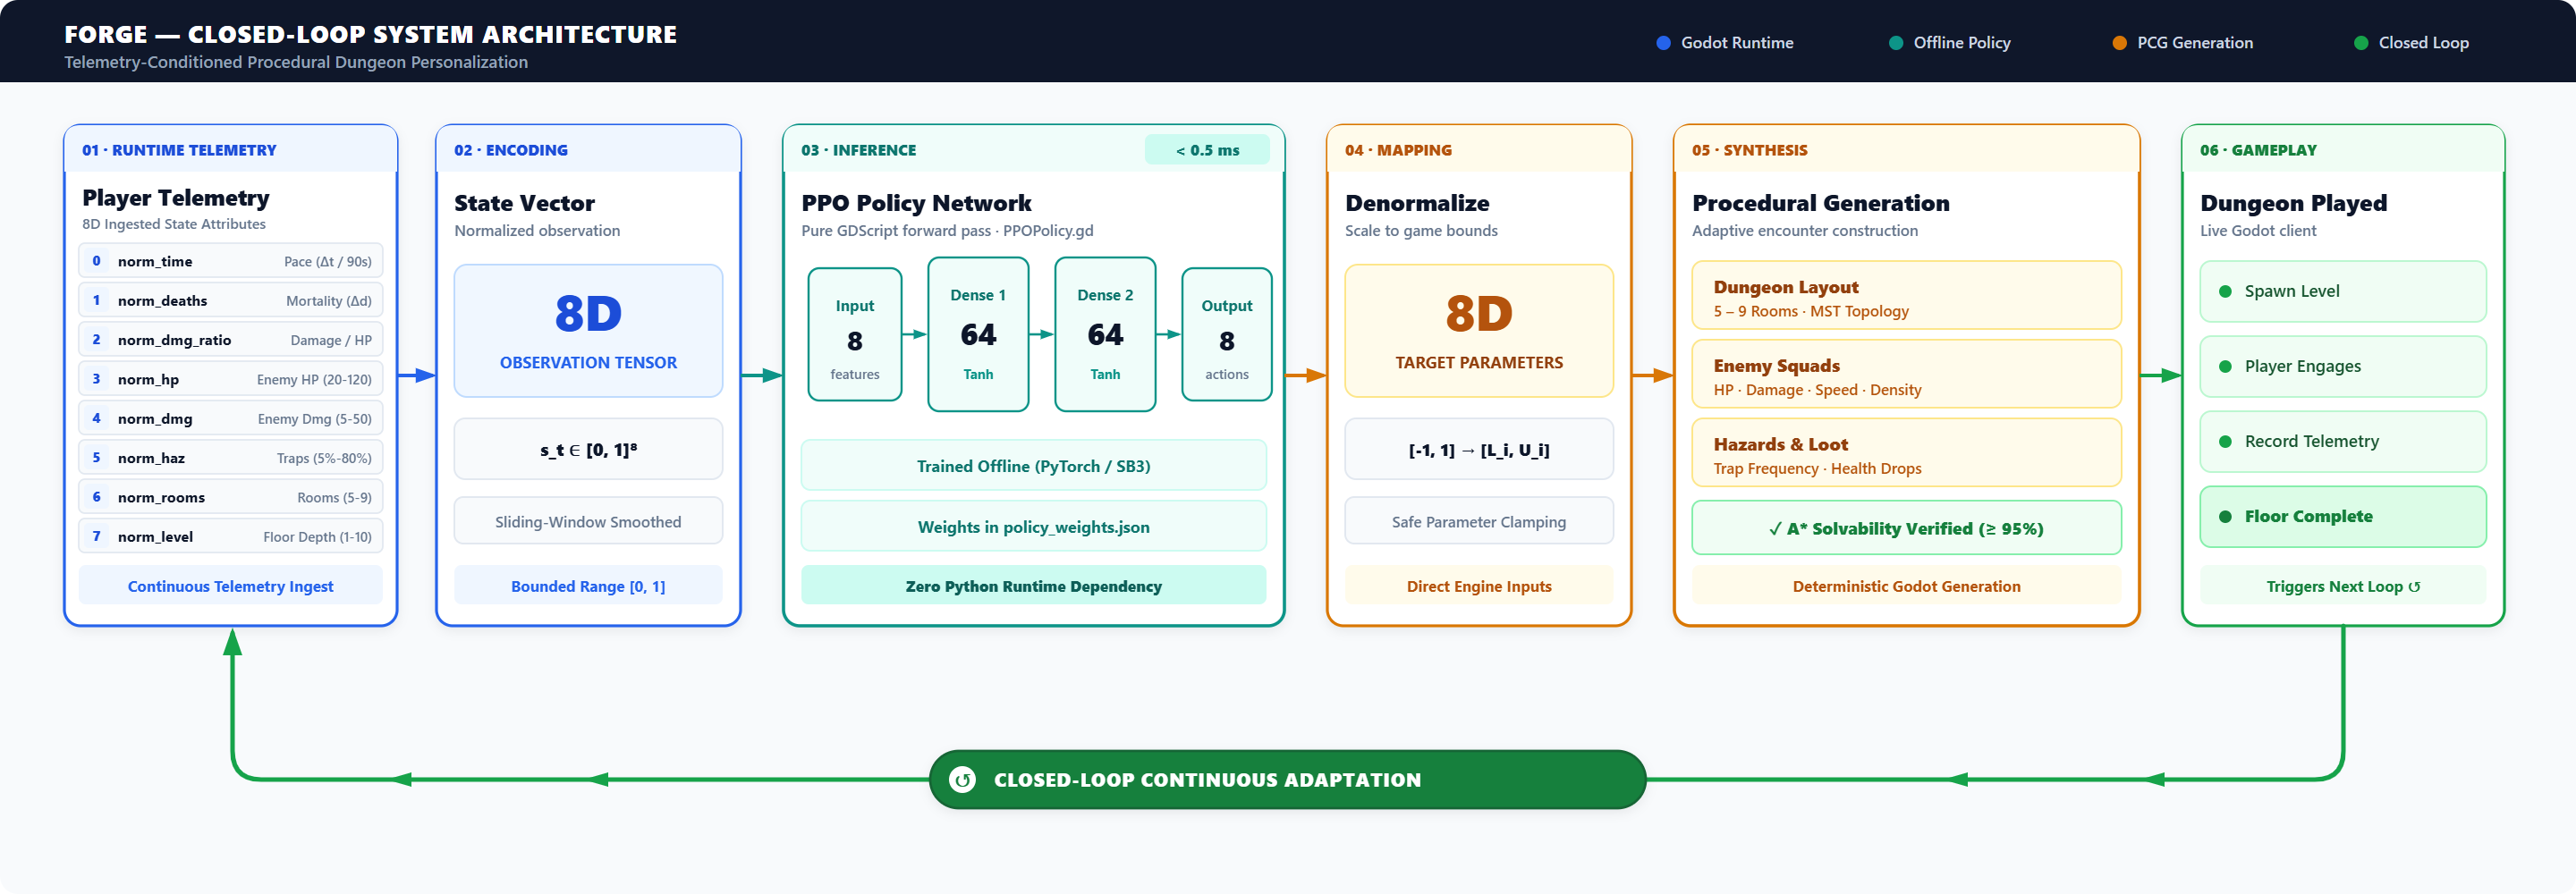 FORGE — CLOSED-LOOP SYSTEM ARCHITECTURE
Telemetry-Conditioned Procedural Dungeon Personalization
Godot Runtime
Offline Policy
PCG Generation
Closed Loop
01 · RUNTIME TELEMETRY
Player Telemetry
8D Ingested State Attributes
0 norm_time Pace (Δt / 90s)
1 norm_deaths Mortality (Δd)
2 norm_dmg_ratio Damage / HP
3 norm_hp Enemy HP (20-120)
4 norm_dmg Enemy Dmg (5-50)
5 norm_haz Traps (5%-80%)
6 norm_rooms Rooms (5-9)
7 norm_level Floor Depth (1-10)
Continuous Telemetry Ingest
02 · ENCODING
State Vector
Normalized observation
8D
OBSERVATION TENSOR
s_t ∈ [0, 1]⁸
Sliding-Window Smoothed
Bounded Range [0, 1]
03 · INFERENCE
< 0.5 ms
PPO Policy Network
Pure GDScript forward pass · PPOPolicy.gd
Input
8
features
Dense 1
64
Tanh
Dense 2
64
Tanh
Output
8
actions
Trained Offline (PyTorch / SB3)
Weights in policy_weights.json
Zero Python Runtime Dependency
04 · MAPPING
Denormalize
Scale to game bounds
8D
TARGET PARAMETERS
[-1, 1] → [L_i, U_i]
Safe Parameter Clamping
Direct Engine Inputs
05 · SYNTHESIS
Procedural Generation
Adaptive encounter construction
Dungeon Layout
5 – 9 Rooms · MST Topology
Enemy Squads
HP · Damage · Speed · Density
Hazards & Loot
Trap Frequency · Health Drops
✓ A* Solvability Verified (≥ 95%)
Deterministic Godot Generation
06 · GAMEPLAY
Dungeon Played
Live Godot client
Spawn Level
Player Engages
Record Telemetry
Floor Complete
Triggers Next Loop ↺
↺ CLOSED-LOOP CONTINUOUS ADAPTATION